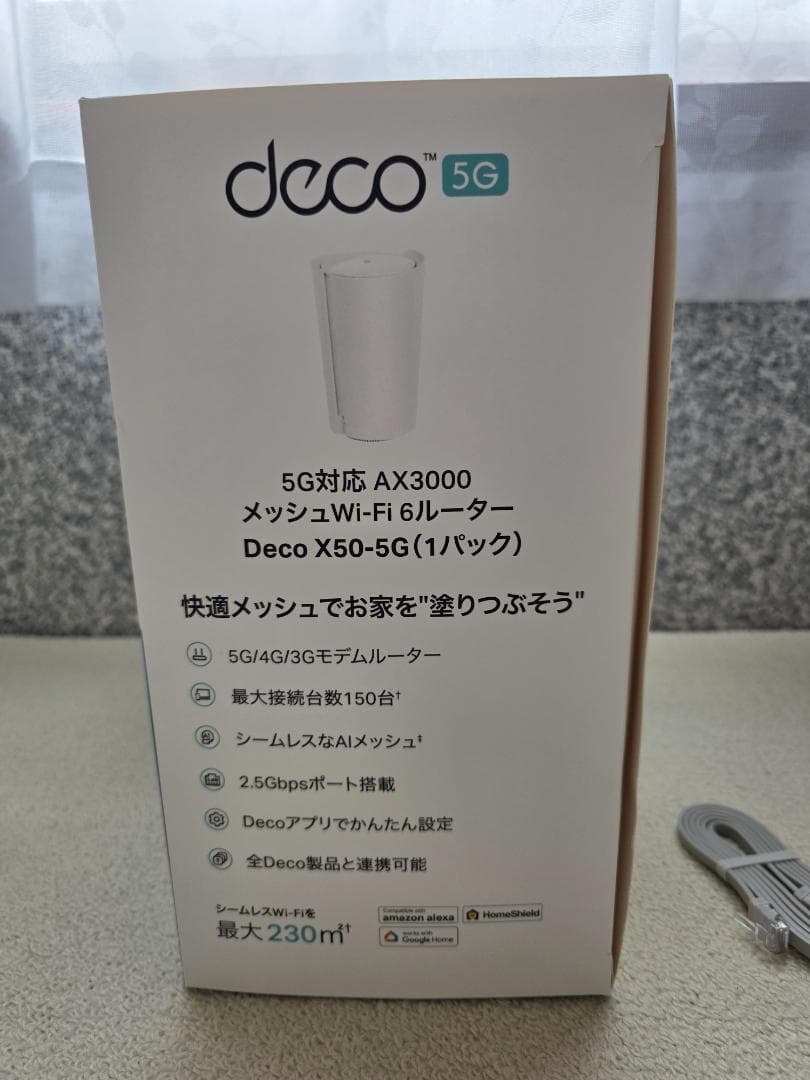 deco™ 5G
5G対応 AX3000
メッシュWi-Fi 6ルーター
Deco X50-5G（1パック）
快適メッシュでお家を"塗りつぶそう"
5G/4G/3Gモデムルーター
最大接続台数150台†
シームレスなAIメッシュ‡
2.5Gbpsポート搭載
Decoアプリでかんたん設定
全Deco製品と連携可能
シームレスWi-Fiを
最大230㎡†
Compatible with
amazon alexa
HomeShield
works with
Google Home